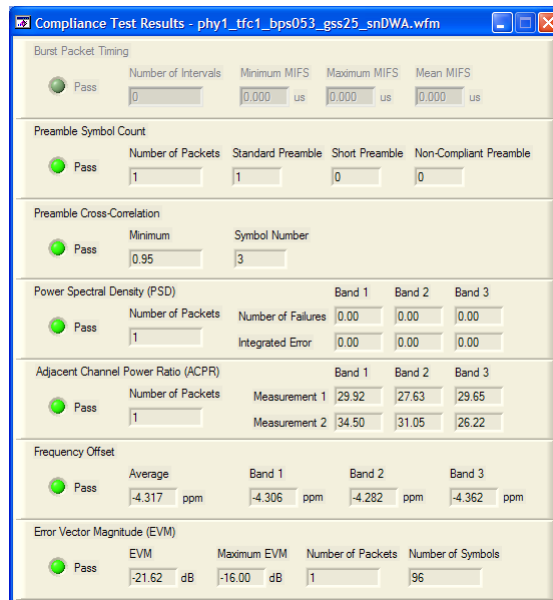 Compliance Test Results - phy1_tfc1_bps053_gss25_snDWA.wfm
Burst Packet Timing
Number of Intervals Minimum MIFS Maximum MIFS Mean MIFS
Pass 0 0.000 us 0.000 us 0.000 us
Preamble Symbol Count
Number of Packets Standard Preamble Short Preamble Non-Compliant Preamble
Pass 1 1 0 0
Preamble Cross-Correlation
Minimum Symbol Number
Pass 0.95 3
Power Spectral Density (PSD) Band 1 Band 2 Band 3
Number of Packets Number of Failures 0.00 0.00 0.00
Pass 1 Integrated Error 0.00 0.00 0.00
Adjacent Channel Power Ratio (ACPR) Band 1 Band 2 Band 3
Number of Packets Measurement 1 29.92 27.63 29.65
Pass 1 Measurement 2 34.50 31.05 26.22
Frequency Offset
Average Band 1 Band 2 Band 3
Pass -4.317 ppm -4.306 ppm -4.282 ppm -4.362 ppm
Error Vector Magnitude (EVM)
EVM Maximum EVM Number of Packets Number of Symbols
Pass -21.62 dB -16.00 dB 1 96